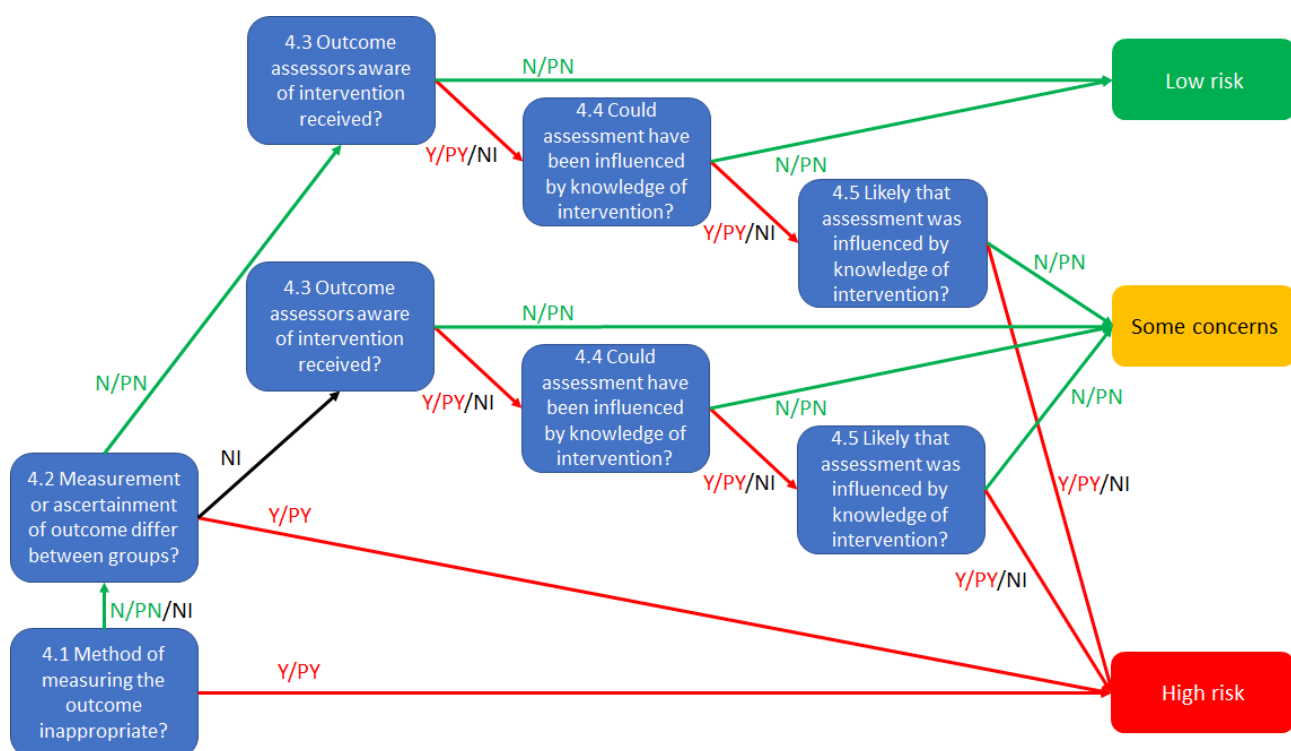 4.3 Outcome
assessors aware
of intervention
received?
N/PN
Low risk
Y/PY/NI
4.4 Could
assessment have
been influenced
by knowledge of
intervention?
N/PN
Y/PY/NI
4.5 Likely that
assessment was
influenced by
knowledge of
intervention?
N/PN
N/PN
4.3 Outcome
assessors aware
of intervention
received?
N/PN
Some concerns
Y/PY/NI
4.4 Could
assessment have
been influenced
by knowledge of
intervention?
N/PN
Y/PY/NI
4.5 Likely that
assessment was
influenced by
knowledge of
intervention?
N/PN
Y/PY/NI
Y/PY/NI
NI
4.2 Measurement
or ascertainment
of outcome differ
between groups?
Y/PY
N/PN/NI
4.1 Method of
measuring the
outcome
inappropriate?
Y/PY
High risk